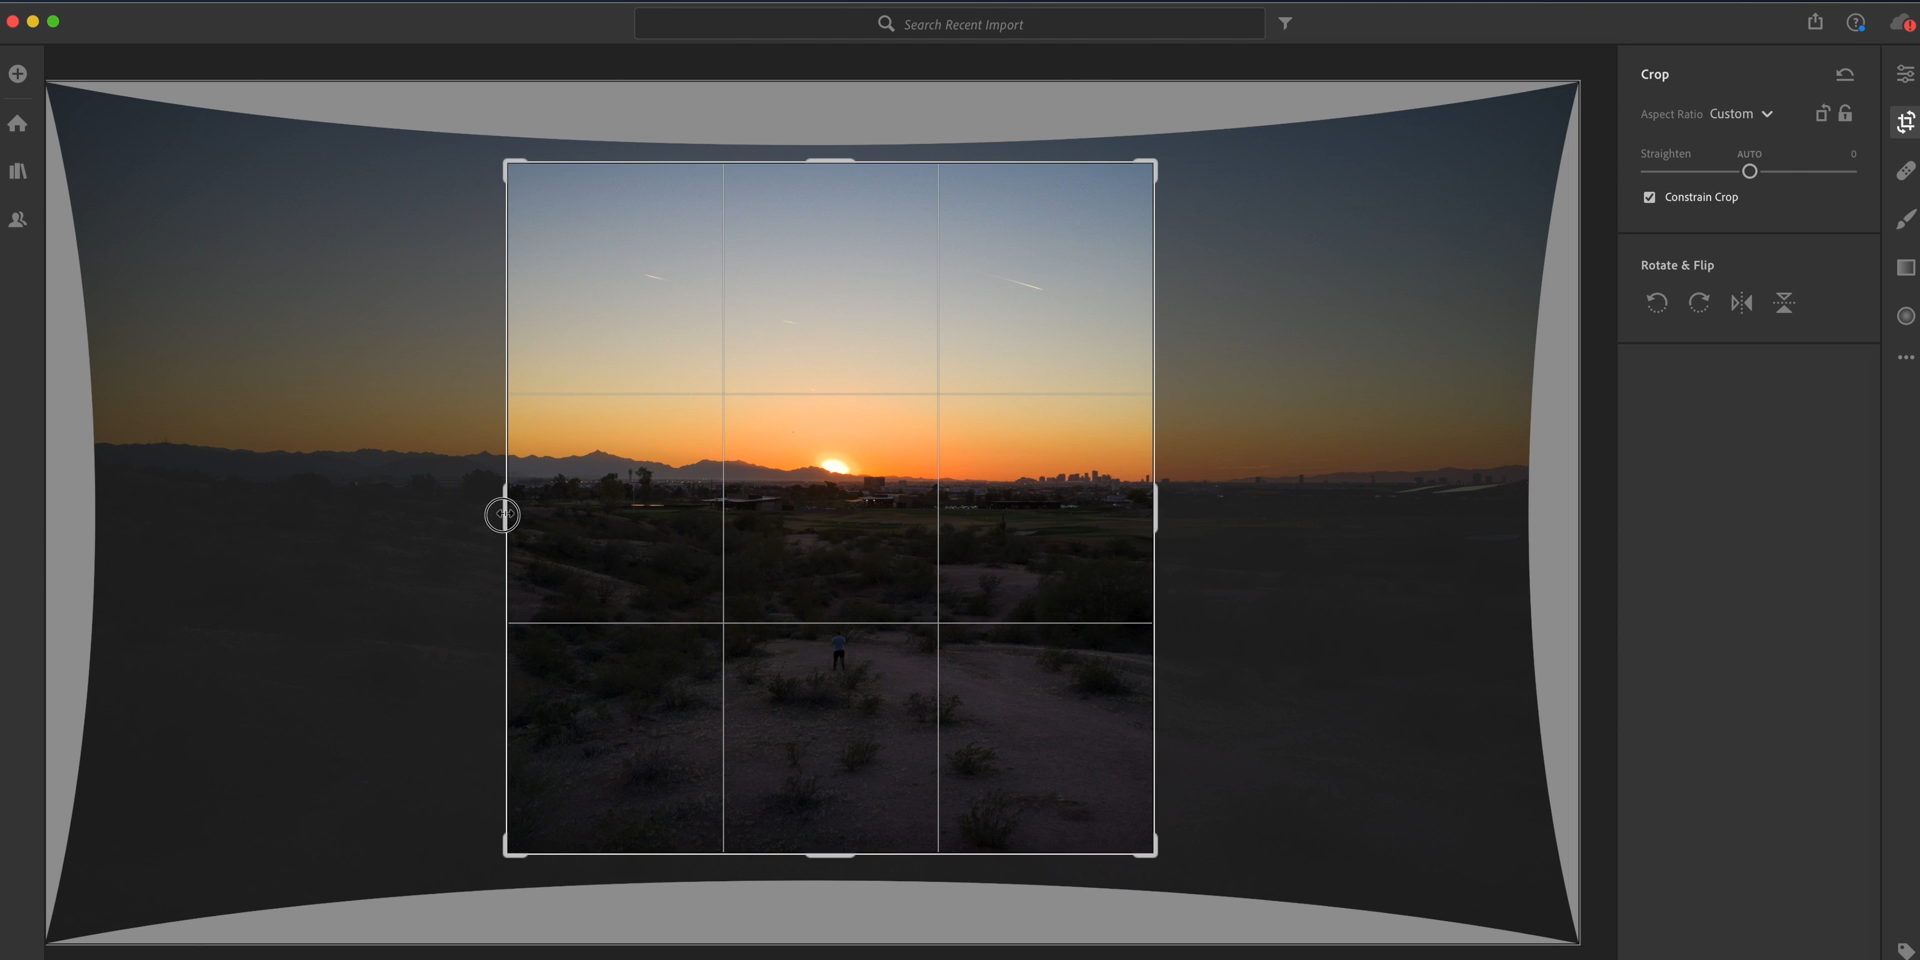 Search Recent Import
Crop
Aspect Ratio Custom
Straighten AUTO 0
Constrain Crop
Rotate & Flip